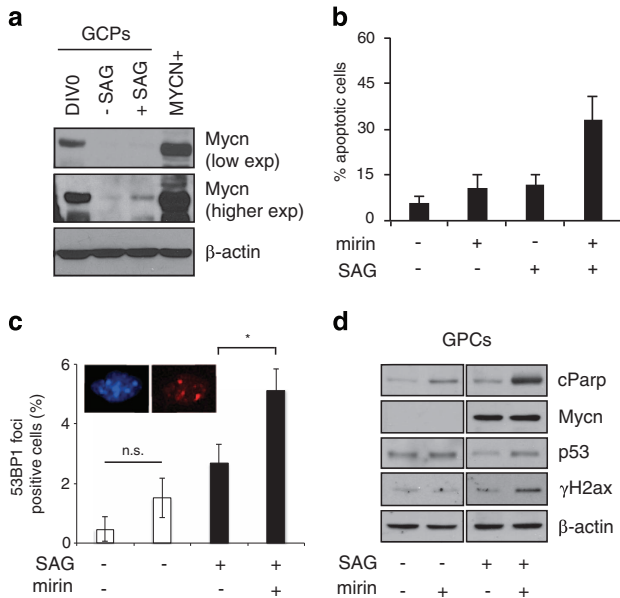 a
GCPs
DIV0
- SAG
+ SAG
MYCN+
Mycn
(low exp)
Mycn
(higher exp)
β-actin
b
% apoptotic cells
60
45
30
15
0
mirin - + - +
SAG - - + +
c
53BP1 foci
positive cells (%)
6
4
2
0
n.s.
*
SAG - - + +
mirin - - - +
d
GPCs
cParp
Mycn
p53
γH2ax
β-actin
SAG - - + +
mirin - + - +